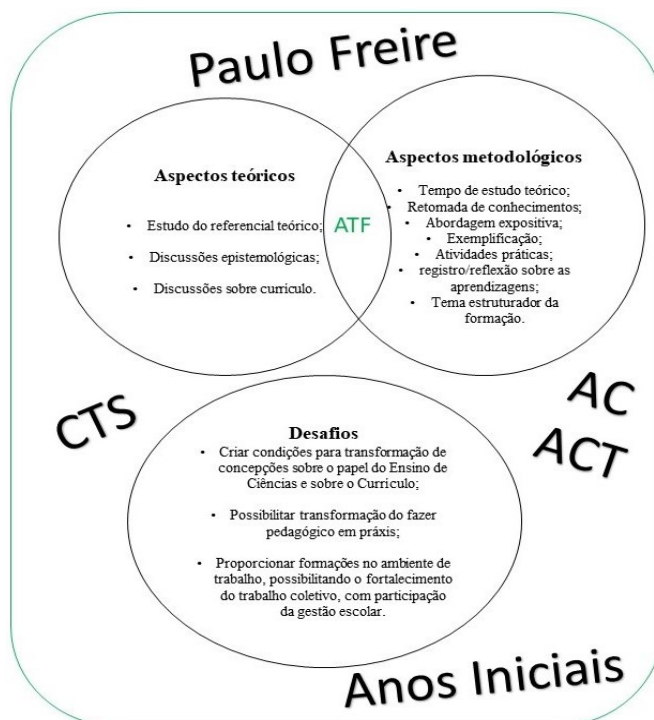 Paulo Freire
Aspectos teóricos
• Estudo do referencial teórico;
• Discussões epistemológicas;
• Discussões sobre currículo.
ATF
Aspectos metodológicos
• Tempo de estudo teórico;
• Retomada de conhecimentos;
• Abordagem expositiva;
• Exemplificação;
• Atividades práticas;
• registro/reflexão sobre as
aprendizagens;
• Tema estruturador da
formação.
CTS
AC
ACT
Desafios
• Criar condições para transformação de
concepções sobre o papel do Ensino de
Ciências e sobre o Currículo;
• Possibilitar transformação do fazer
pedagógico em práxis;
• Proporcionar formações no ambiente de
trabalho, possibilitando o fortalecimento
do trabalho coletivo, com participação
da gestão escolar.
Anos Iniciais